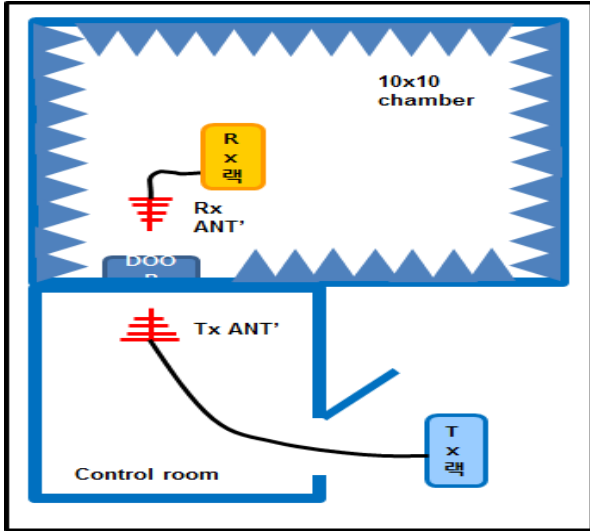 10x10
chamber
R
x
랙
Rx
ANT’
DOO
R
Tx ANT’
T
x
랙
Control room